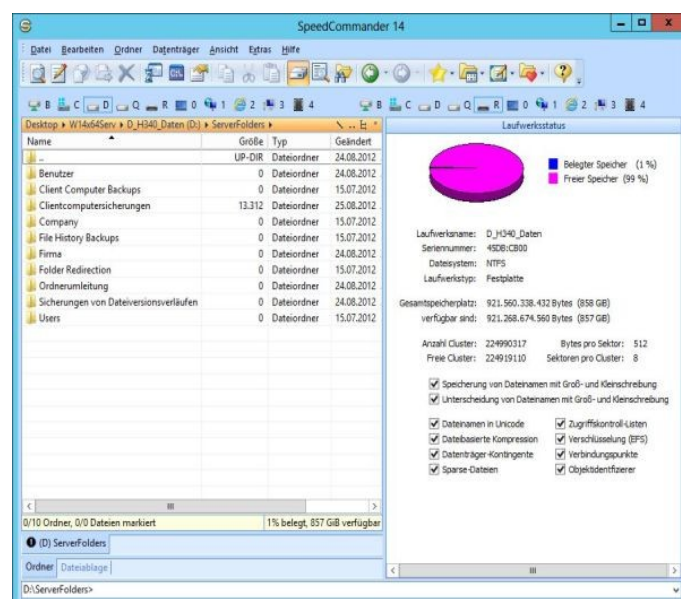 SpeedCommander 14
Datei Bearbeiten Ordner Datenträger Ansicht Extras Hilfe
B C D Q R 0 1 2 3 4
B C D Q R 0 1 2 3 4
Desktop W14x64Serv D_H340_Daten (D:) ServerFolders
Name Größe Typ Geändert
.. UP-DIR Dateiordner 24.08.2012
Benutzer 0 Dateiordner 24.08.2012
Client Computer Backups 0 Dateiordner 15.07.2012
Clientcomputersicherungen 13.312 Dateiordner 25.08.2012
Company 0 Dateiordner 15.07.2012
File History Backups 0 Dateiordner 15.07.2012
Firma 0 Dateiordner 24.08.2012
Folder Redirection 0 Dateiordner 15.07.2012
Ordnerumleitung 0 Dateiordner 24.08.2012
Sicherungen von Dateiversionsverläufen 0 Dateiordner 24.08.2012
Users 0 Dateiordner 15.07.2012
0/10 Ordner, 0/0 Dateien markiert 1% belegt, 857 GiB verfügbar
(D) ServerFolders
Ordner Dateiablage
D:\ServerFolders>
Laufwerksstatus
Belegter Speicher (1 %)
Freier Speicher (99 %)
Laufwerksname: D_H340_Daten
Seriennummer: 45DB:C800
Dateisystem: NTFS
Laufwerkstyp: Festplatte
Gesamtspeicherplatz: 921.560.338.432 Bytes (858 GiB)
verfügbar sind: 921.268.674.560 Bytes (857 GiB)
Anzahl Cluster: 224990317 Bytes pro Sektor: 512
Freie Cluster: 224919110 Sektoren pro Cluster: 8
Speicherung von Dateinamen mit Groß- und Kleinschreibung
Unterscheidung von Dateinamen mit Groß- und Kleinschreibung
Dateinamen in Unicode Zugriffskontroll-Listen
Dateibasierte Kompression Verschlüsselung (EFS)
Datenträger-Kontingente Verbindungspunkte
Sparse-Dateien Objektidentifizerer